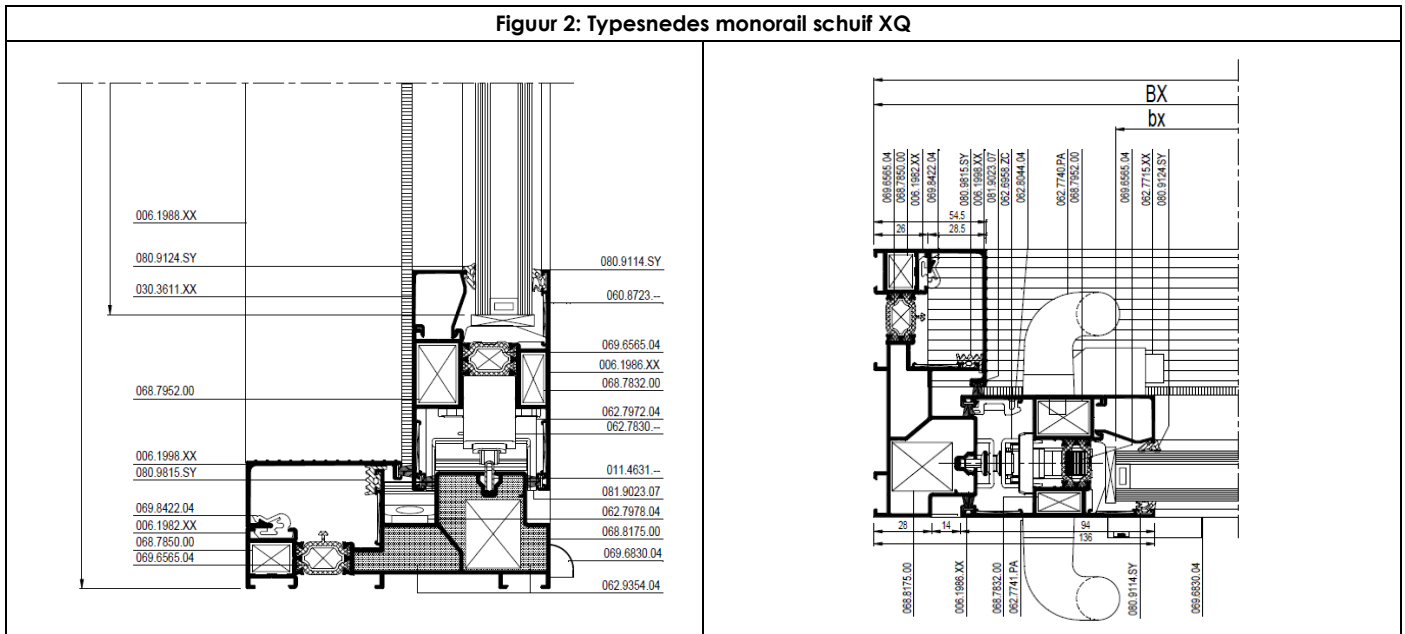 Figuur 2: Typesnedes monorail schuif XQ
006.1988.XX
080.9124.SY
030.3611.XX
068.7952.00
006.1998.XX
080.9815.SY
069.8422.04
006.1982.XX
068.7850.00
069.6565.04
080.9114.SY
060.8723.--
069.6565.04
006.1986.XX
068.7832.00
062.7972.04
062.7830.--
011.4631.--
081.9023.07
062.7978.04
068.8175.00
069.6830.04
062.9354.04
BX
bx
069.6565.04
068.7850.00
006.1982.XX
069.8422.04
080.9815.SY
006.1998.XX
081.9023.07
062.6958.ZC
062.8044.04
062.7740.PA
068.7952.00
069.6565.04
062.7715.XX
080.9124.SY
54.5
26
28.5
28
14
94
136
068.8175.00
006.1986.XX
068.7832.00
062.7741.PA
080.9114.SY
069.6830.04